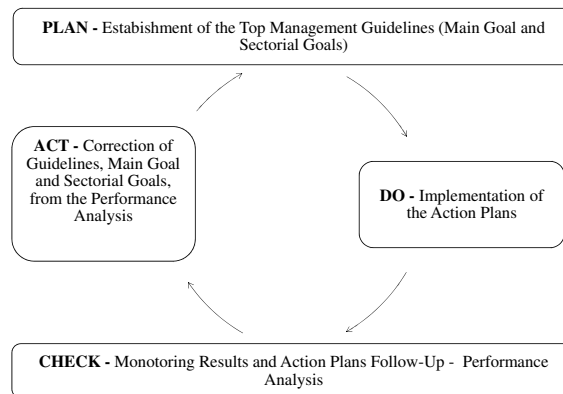 PLAN - Estabishment of the Top Management Guidelines (Main Goal and
Sectorial Goals)
ACT - Correction of
Guidelines, Main Goal
and Sectorial Goals,
from the Performance
Analysis
DO - Implementation of
the Action Plans
CHECK - Monotoring Results and Action Plans Follow-Up - Performance
Analysis